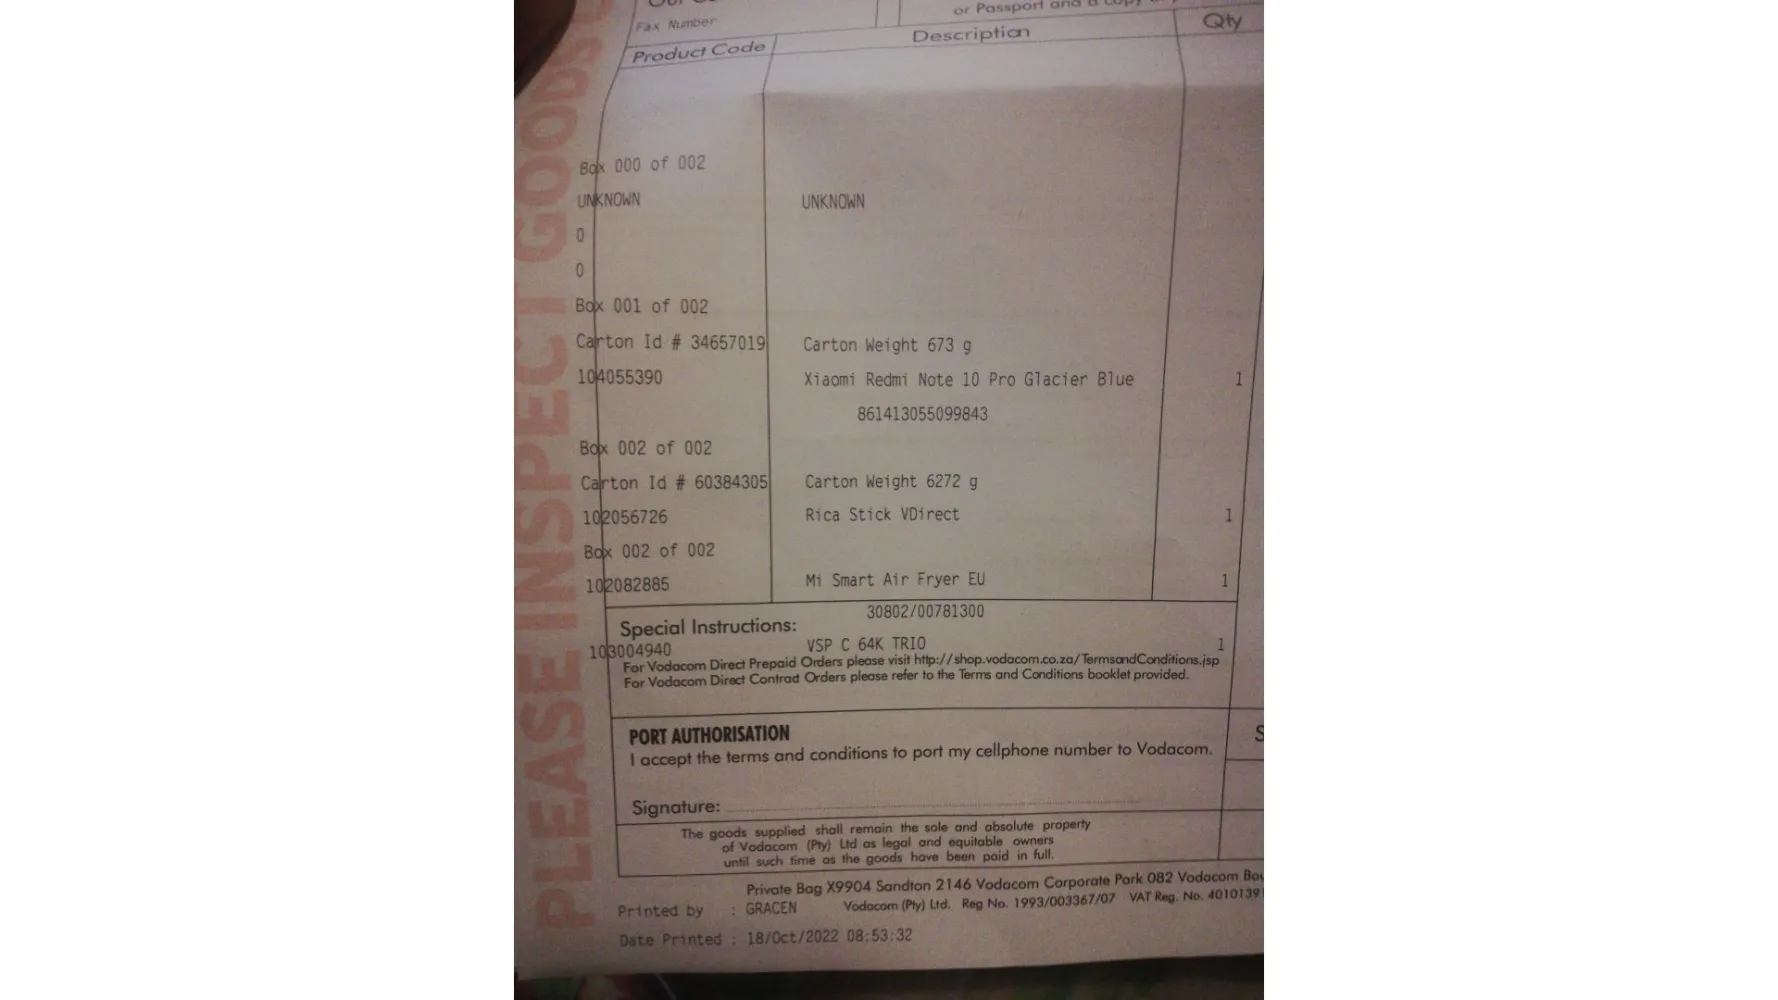 Fax Number
or Passport and a copy
Product Code Description Qty
Box 000 of 002
UNKNOWN UNKNOWN
0
0
Box 001 of 002
Carton Id # 34657019 Carton Weight 673 g
104055390 Xiaomi Redmi Note 10 Pro Glacier Blue 1
861413055099843
Box 002 of 002
Carton Id # 60384305 Carton Weight 6272 g
102056726 Rica Stick VDirect 1
Box 002 of 002
102082885 Mi Smart Air Fryer EU 1
30802/00781300
Special Instructions:
103004940 VSP C 64K TRIO 1
For Vodacom Direct Prepaid Orders please visit http://shop.vodacom.co.za/TermsandConditions.jsp
For Vodacom Direct Contrad Orders please refer to the Terms and Conditions booklet provided.
PORT AUTHORISATION
I accept the terms and conditions to port my cellphone number to Vodacom.
Signature:
The goods supplied shall remain the sole and absolute property
of Vodacom (Pty) Ltd as legal and equitable owners
until such time as the goods have been paid in full.
Private Bag X9904 Sandton 2146 Vodacom Corporate Park 082 Vodacom
Printed by : GRACEN Vodacom (Pty) Ltd. Reg No. 1993/003367/07 VAT Reg. No. 4010139
Date Printed : 18/Oct/2022 08:53:32
PLEASE INSPECT GOODS